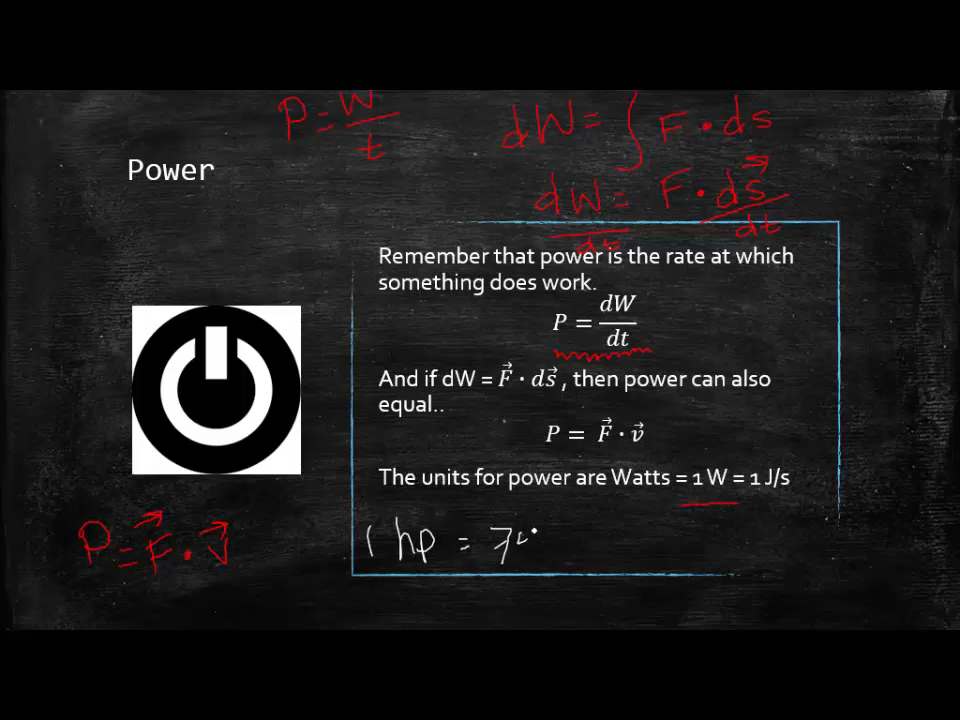 P = W/t
dW = ∫ F · ds
dW/dt = F · ds⃗/dt
Power
Remember that power is the rate at which
something does work.
P = dW/dt
And if dW = F⃗ · ds⃗ , then power can also
equal..
P = F⃗ · v⃗
The units for power are Watts = 1 W = 1 J/s
P = F⃗ · v⃗
1 hp =